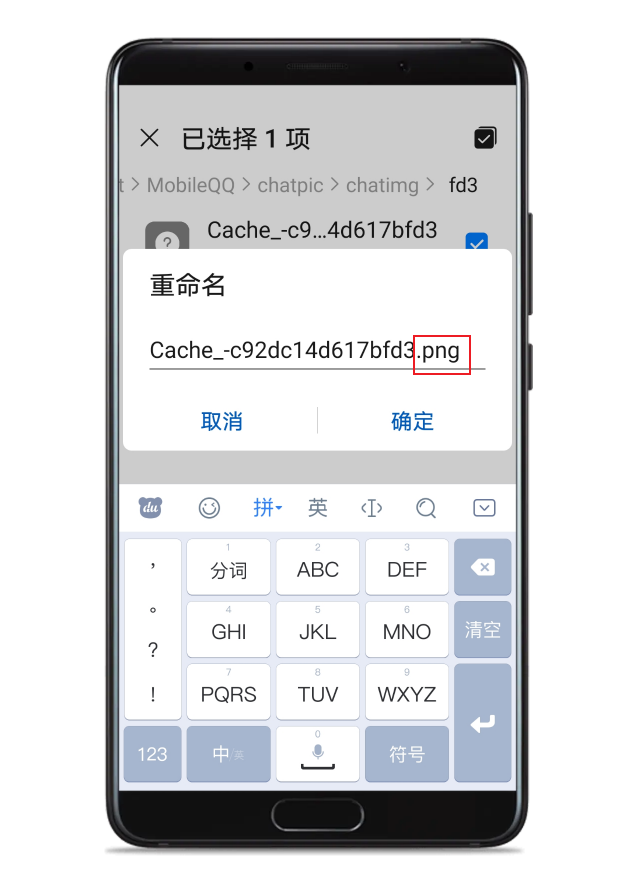 已选择 1 项
t > MobileQQ > chatpic > chatimg > fd3
?
Cache_-c9...4d617bfd3
重命名
Cache_-c92dc14d617bfd3.png
取消
确定
du
拼
英
,
。
?
!
1
分词
2
ABC
3
DEF
4
GHI
5
JKL
6
MNO
清空
7
PQRS
8
TUV
9
WXYZ
123
中/英
0
符号